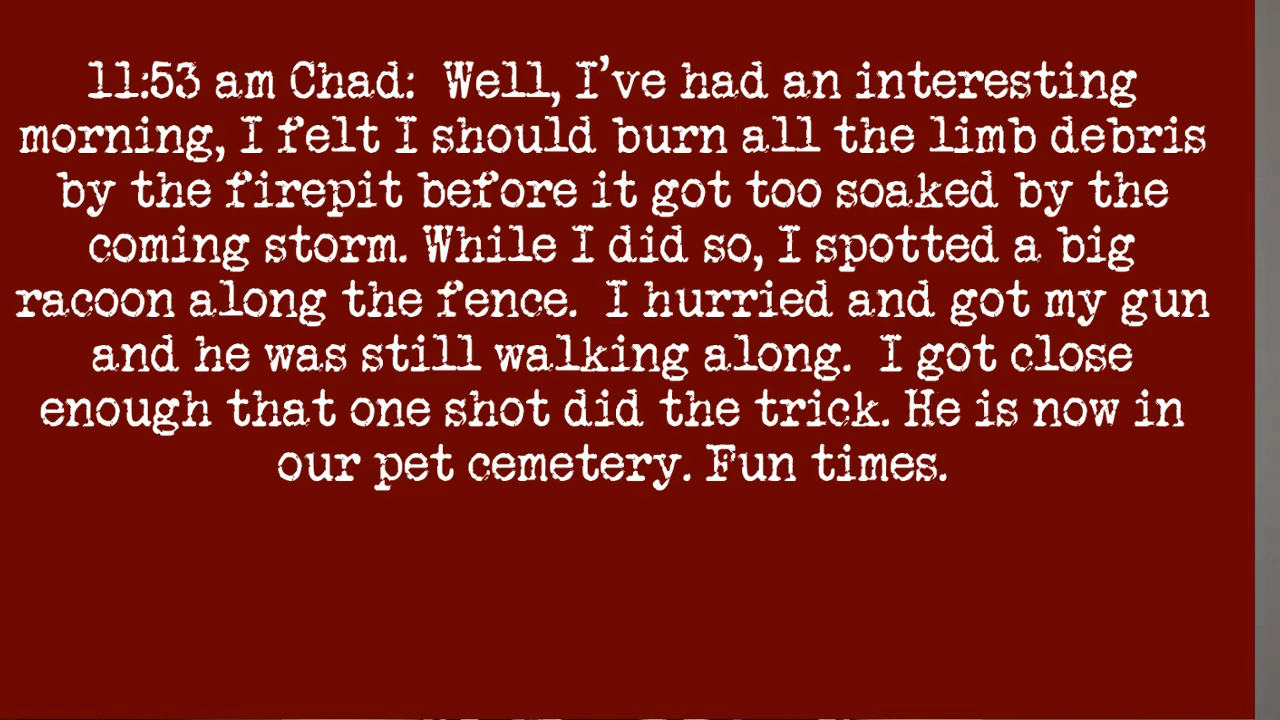 11:53 am Chad:  Well, I've had an interesting
morning, I felt I should burn all the limb debris
by the firepit before it got too soaked by the
coming storm. While I did so, I spotted a big
racoon along the fence.  I hurried and got my gun
and he was still walking along.  I got close
enough that one shot did the trick. He is now in
our pet cemetery. Fun times.